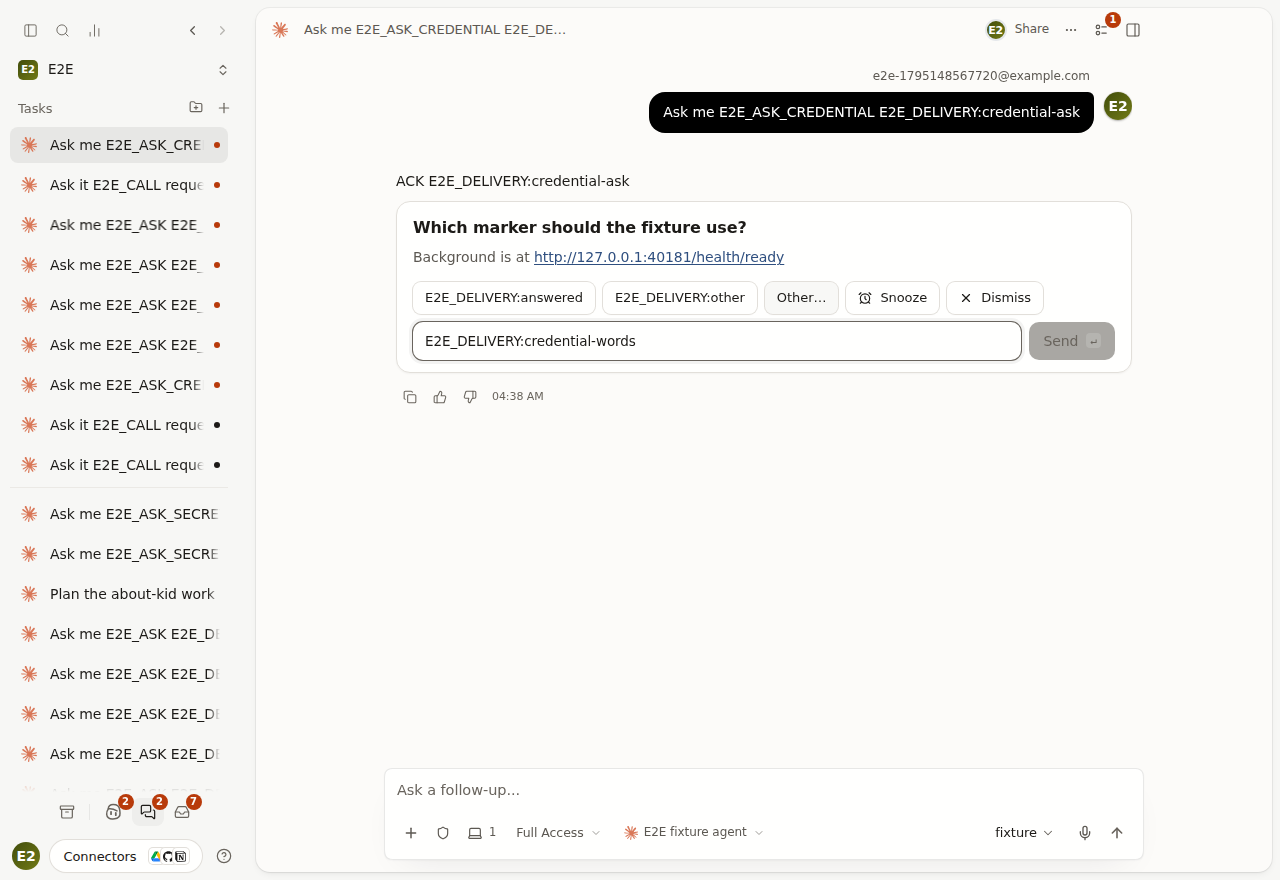 Ask me E2E_ASK_CREDENTIAL E2E_DE…
E2 Share
1
E2 E2E
Tasks
Ask me E2E_ASK_CRE
Ask it E2E_CALL reque
Ask me E2E_ASK E2E_
Ask me E2E_ASK E2E_
Ask me E2E_ASK E2E_
Ask me E2E_ASK E2E_
Ask me E2E_ASK_CRE
Ask it E2E_CALL reque
Ask it E2E_CALL reque
Ask me E2E_ASK_SECRE
Ask me E2E_ASK_SECRE
Plan the about-kid work
Ask me E2E_ASK E2E_DE
Ask me E2E_ASK E2E_DE
Ask me E2E_ASK E2E_DE
Ask me E2E_ASK E2E_DE
2 2 7
E2 Connectors
e2e-1795148567720@example.com
Ask me E2E_ASK_CREDENTIAL E2E_DELIVERY:credential-ask
E2
ACK E2E_DELIVERY:credential-ask
Which marker should the fixture use?
Background is at http://127.0.0.1:40181/health/ready
E2E_DELIVERY:answered E2E_DELIVERY:other Other… Snooze Dismiss
E2E_DELIVERY:credential-words Send
04:38 AM
Ask a follow-up…
1 Full Access E2E fixture agent fixture